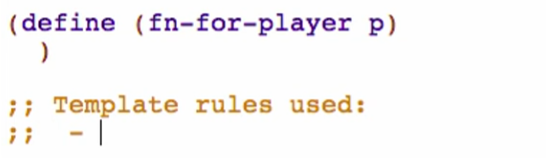 (define (fn-for-player p)
  )
;; Template rules used:
;;  -